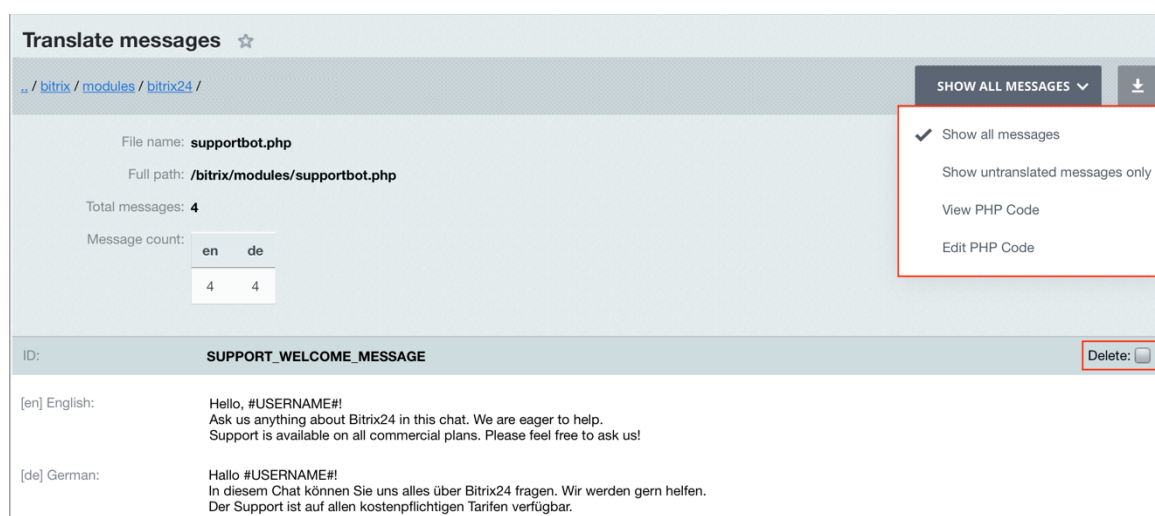 Translate messages
.. / bitrix / modules / bitrix24 /
SHOW ALL MESSAGES
Show all messages
Show untranslated messages only
View PHP Code
Edit PHP Code
File name: supportbot.php
Full path: /bitrix/modules/supportbot.php
Total messages: 4
Message count:
en de
4 4
ID: SUPPORT_WELCOME_MESSAGE Delete:
[en] English: Hello, #USERNAME#!
Ask us anything about Bitrix24 in this chat. We are eager to help.
Support is available on all commercial plans. Please feel free to ask us!
[de] German: Hallo #USERNAME#!
In diesem Chat können Sie uns alles über Bitrix24 fragen. Wir werden gern helfen.
Der Support ist auf allen kostenpflichtigen Tarifen verfügbar.